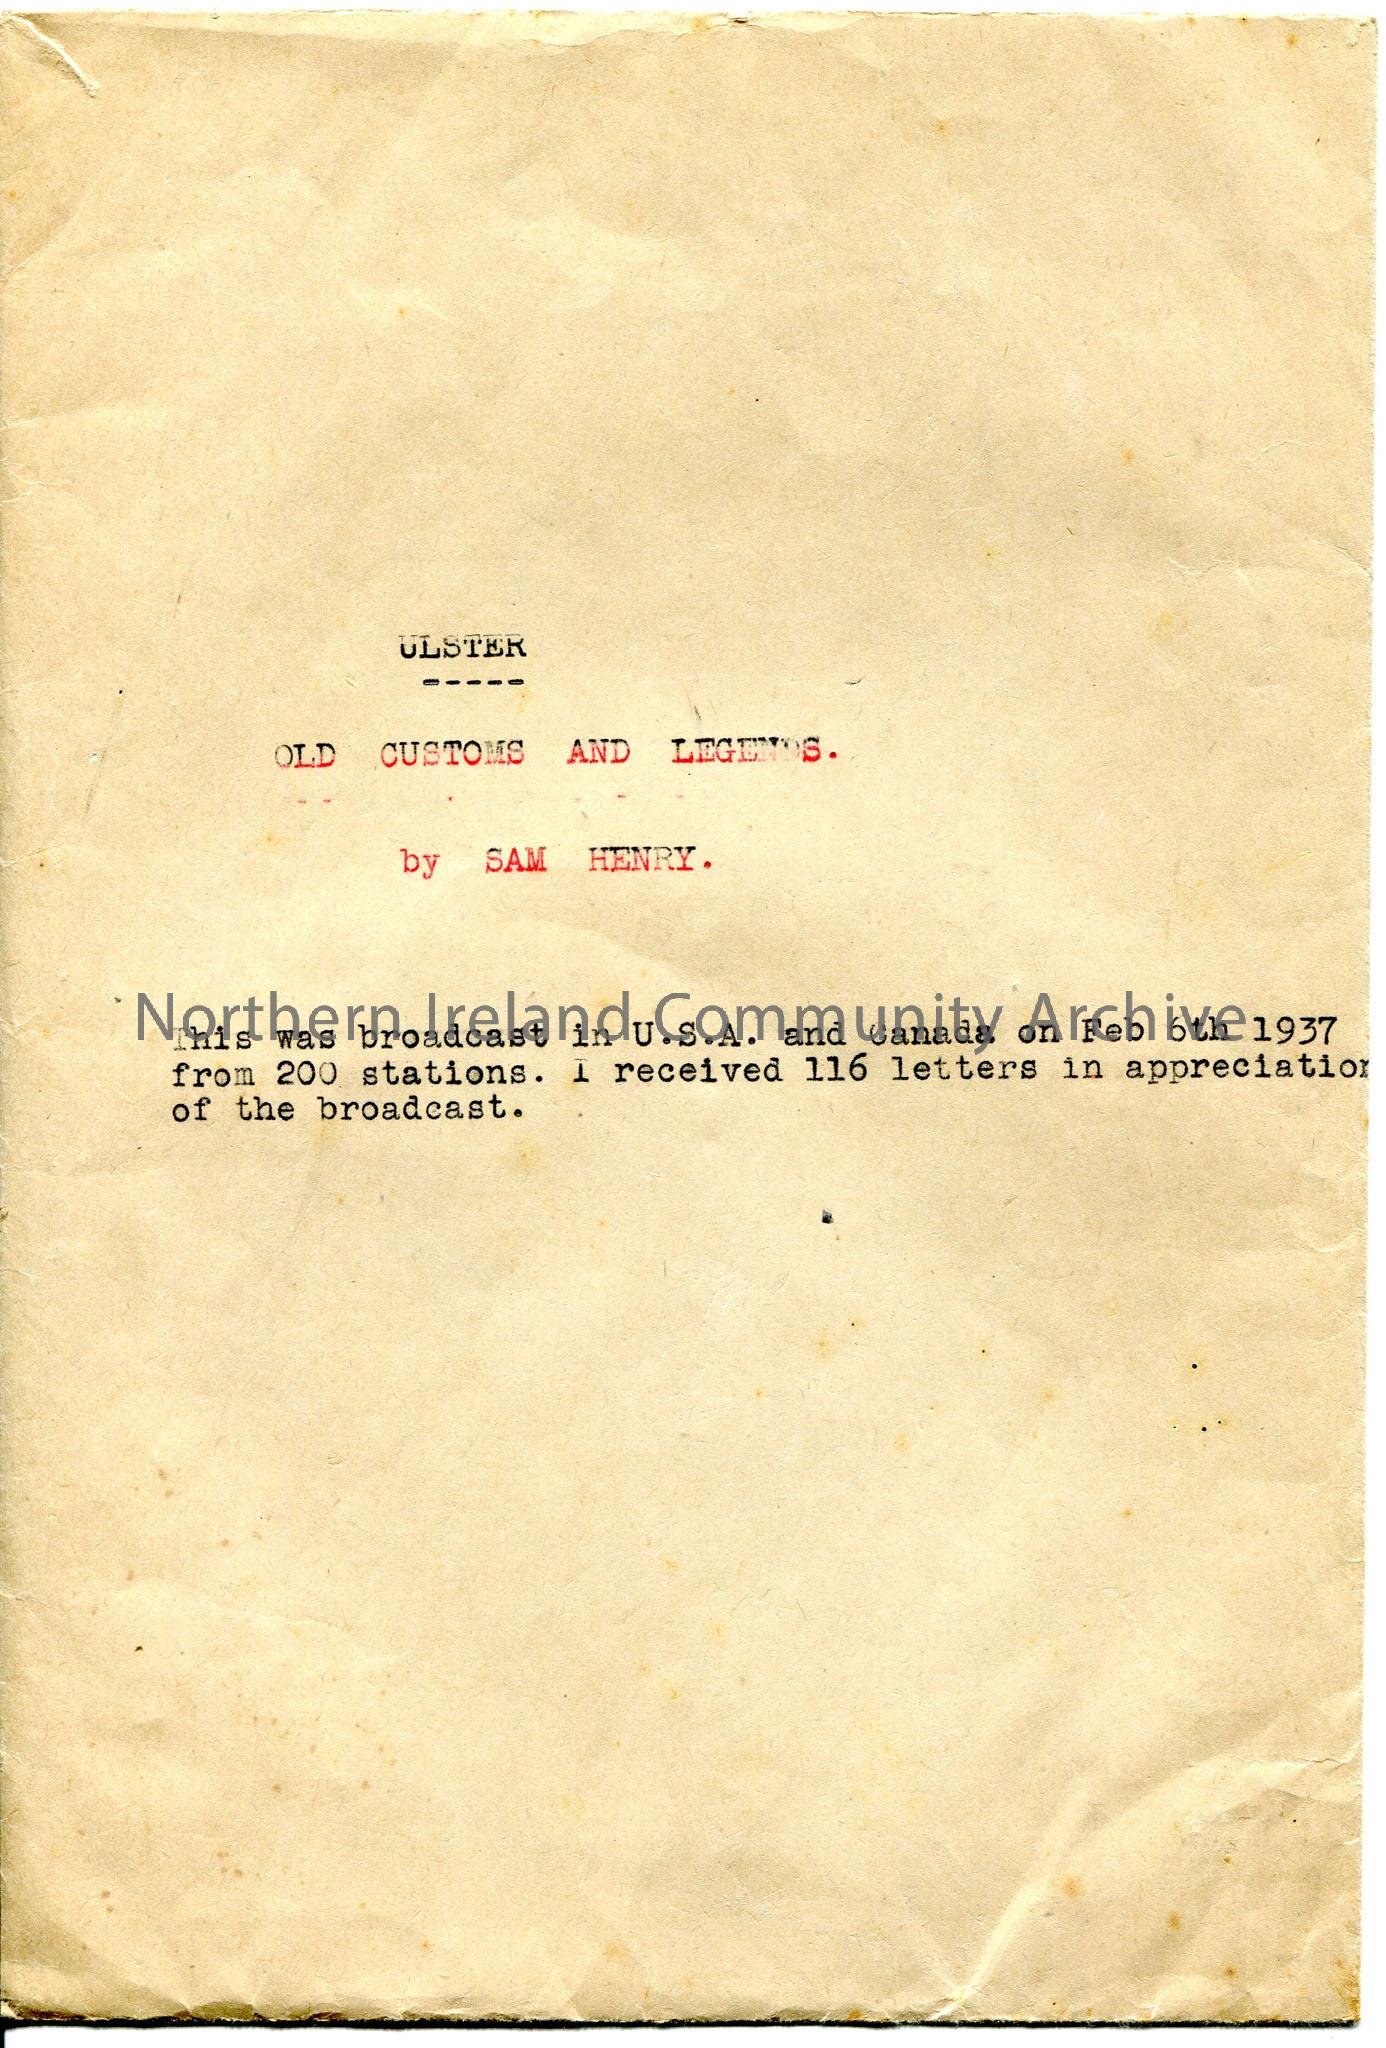 ULSTER
-----
OLD CUSTOMS AND LEGENDS.
by SAM HENRY.
Northern Ireland Community Archive
This was broadcast in U.S.A. and Canada on Feb 6th 1937
from 200 stations. I received 116 letters in appreciation
of the broadcast.